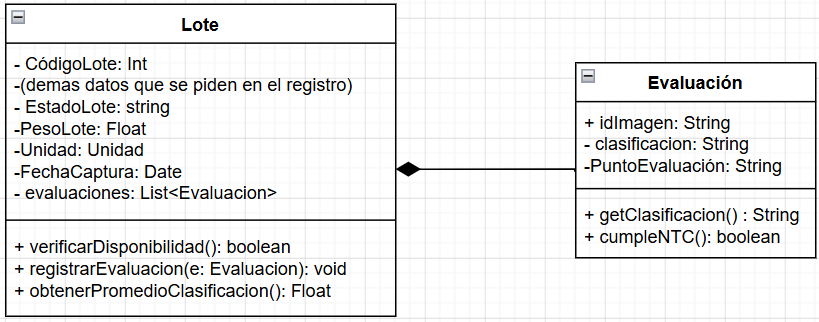 Lote
- CódigoLote: Int
-(demas datos que se piden en el registro)
- EstadoLote: string
-PesoLote: Float
-Unidad: Unidad
-FechaCaptura: Date
- evaluaciones: List<Evaluacion>
+ verificarDisponibilidad(): boolean
+ registrarEvaluacion(e: Evaluacion): void
+ obtenerPromedioClasificacion(): Float
Evaluación
+ idImagen: String
- clasificacion: String
-PuntoEvaluación: String
+ getClasificacion() : String
+ cumpleNTC(): boolean